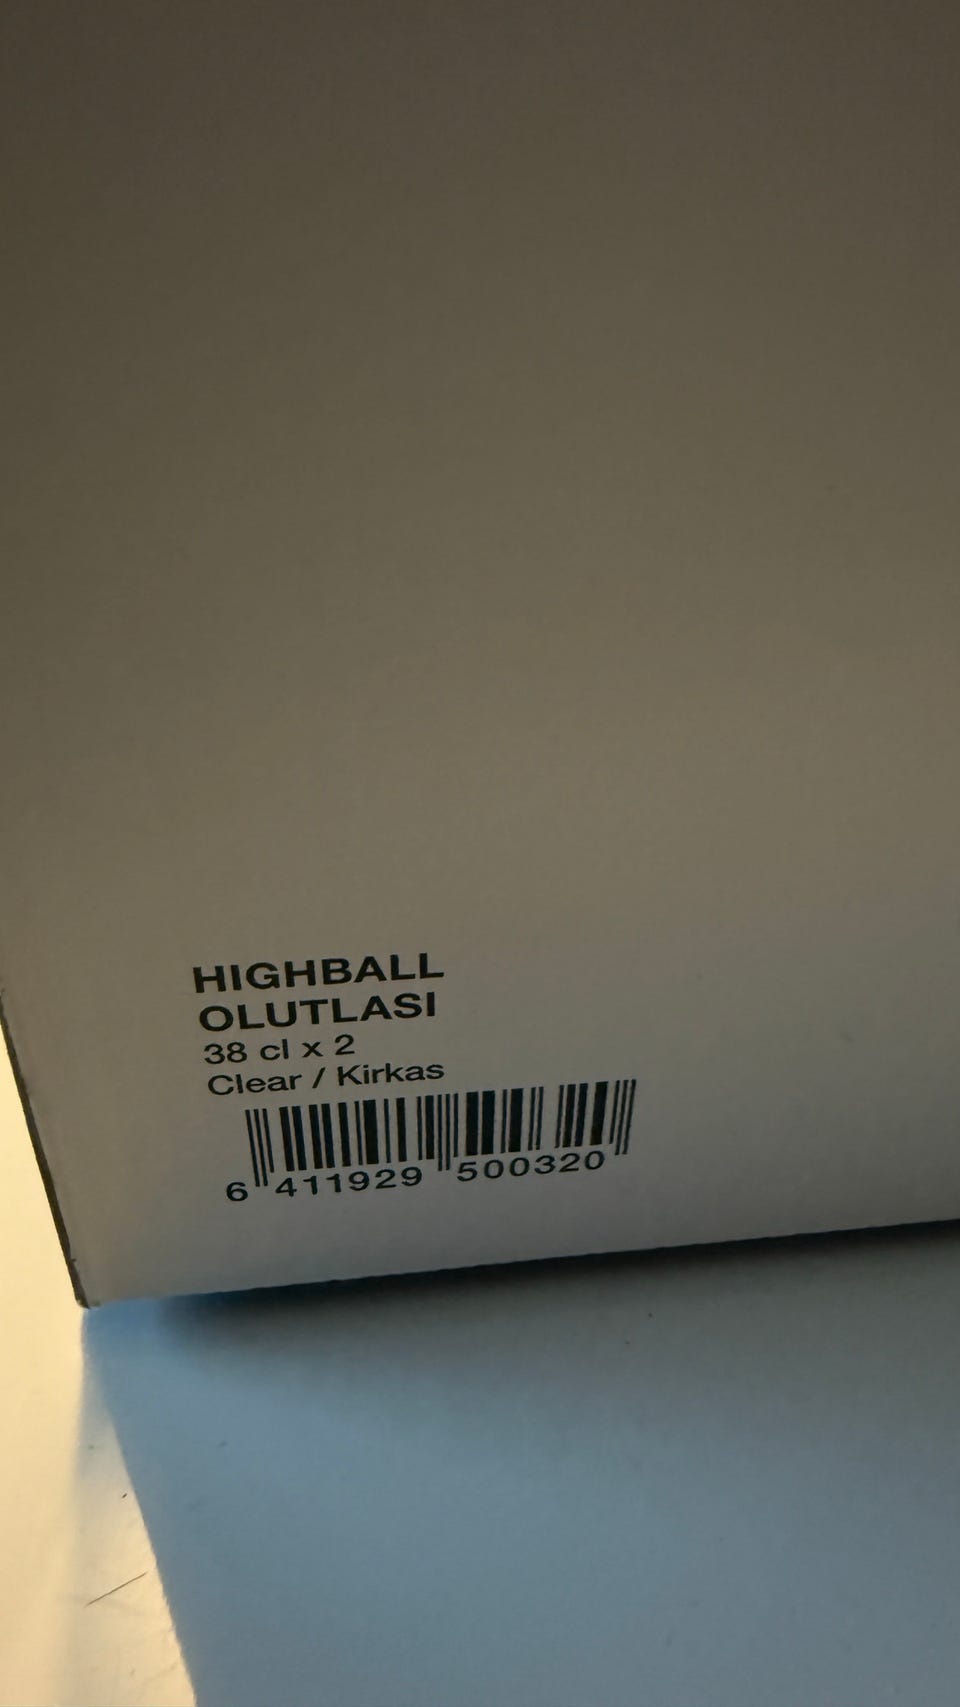 HIGHBALL
OLUTLASI
38 cl x 2
Clear / Kirkas
6 411929 500320